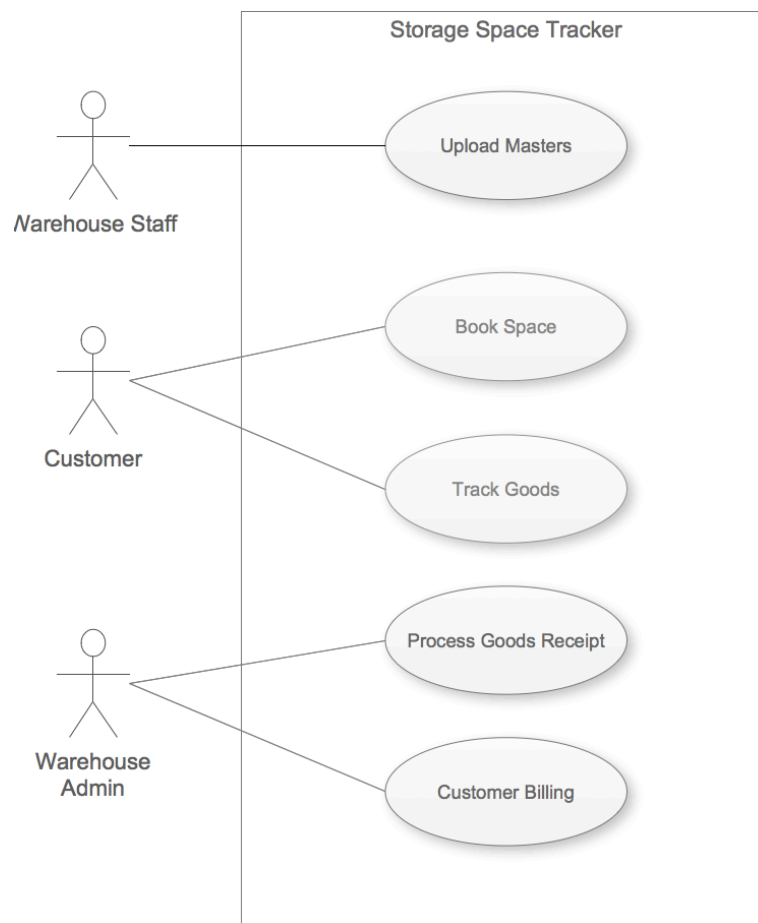 Storage Space Tracker
Upload Masters
Warehouse Staff
Book Space
Customer
Track Goods
Process Goods Receipt
Warehouse
Admin
Customer Billing